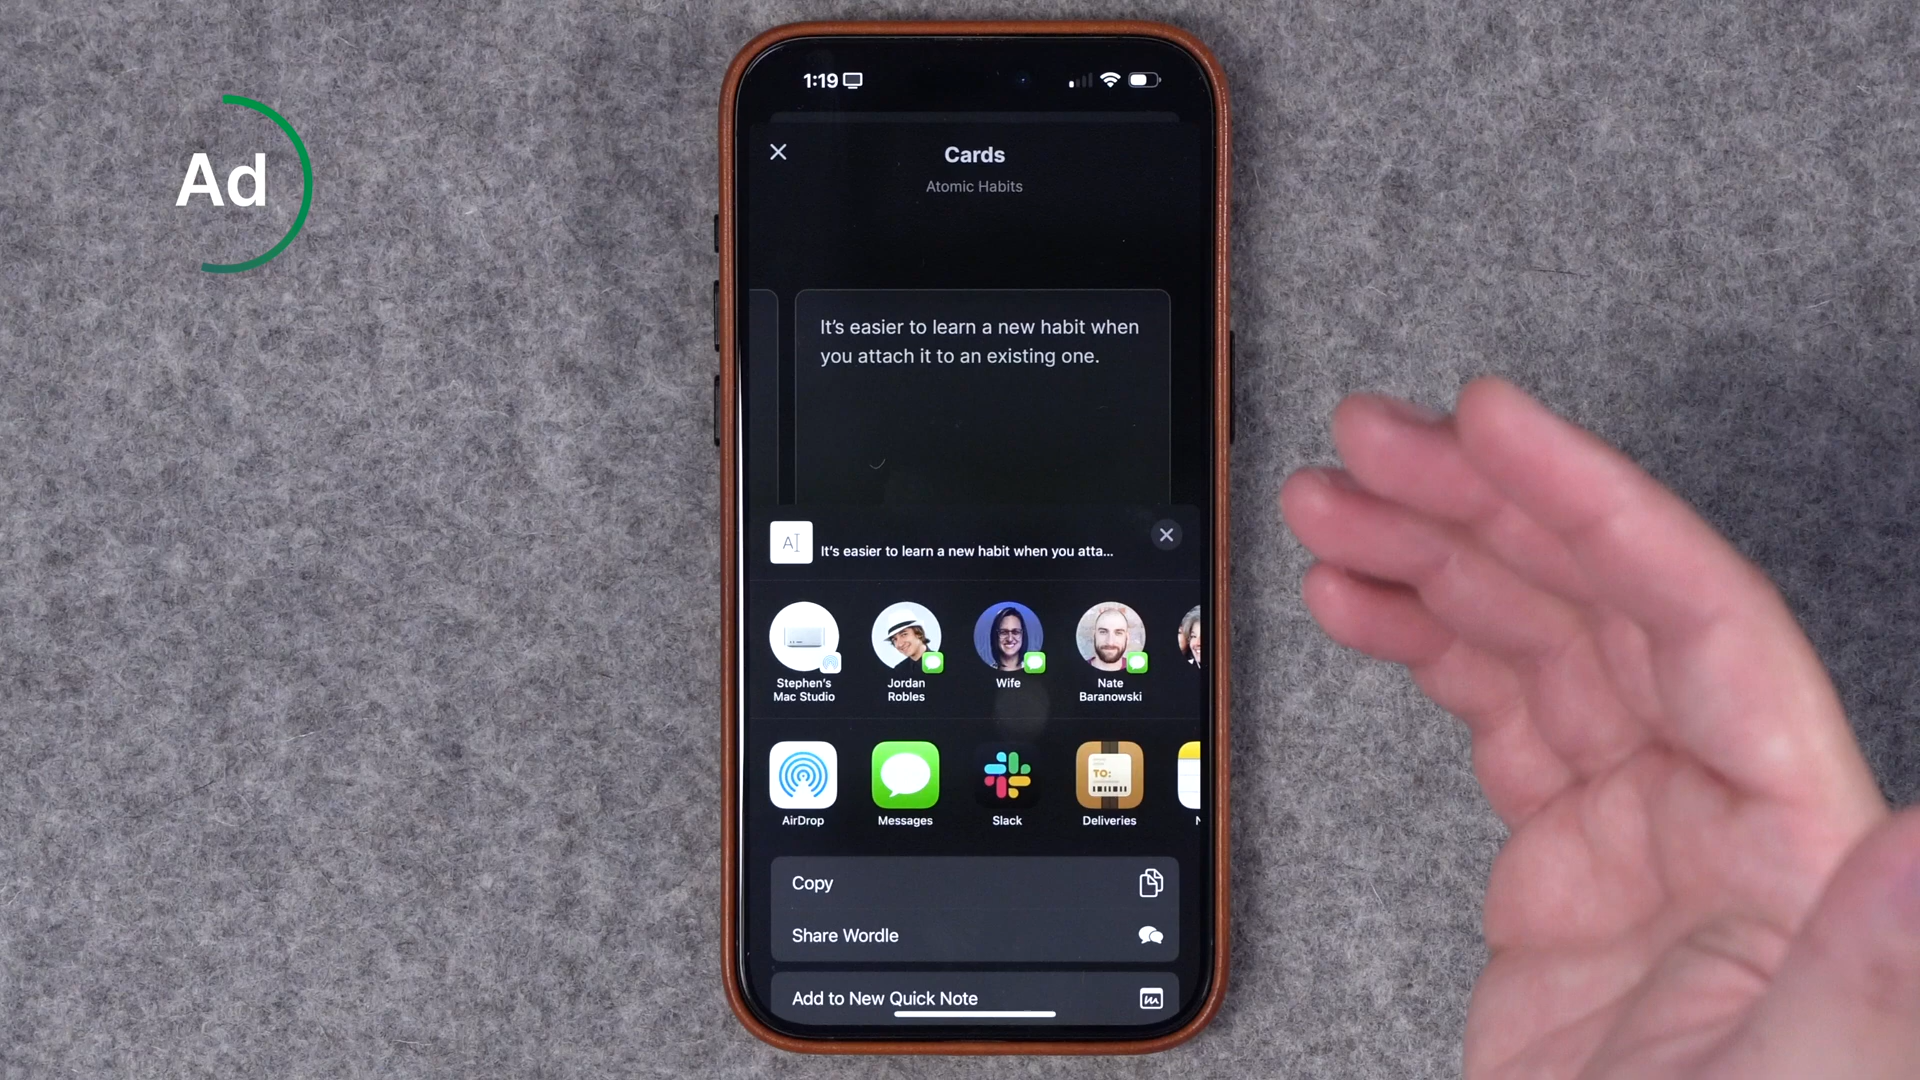 Ad
1:19
Cards
Atomic Habits
It's easier to learn a new habit when
you attach it to an existing one.
A
It's easier to learn a new habit when you atta...
Stephen's
Mac Studio
Jordan
Robles
Wife
Nate
Baranowski
TO:
AirDrop
Messages
Slack
Deliveries
Copy
Share Wordle
Add to New Quick Note